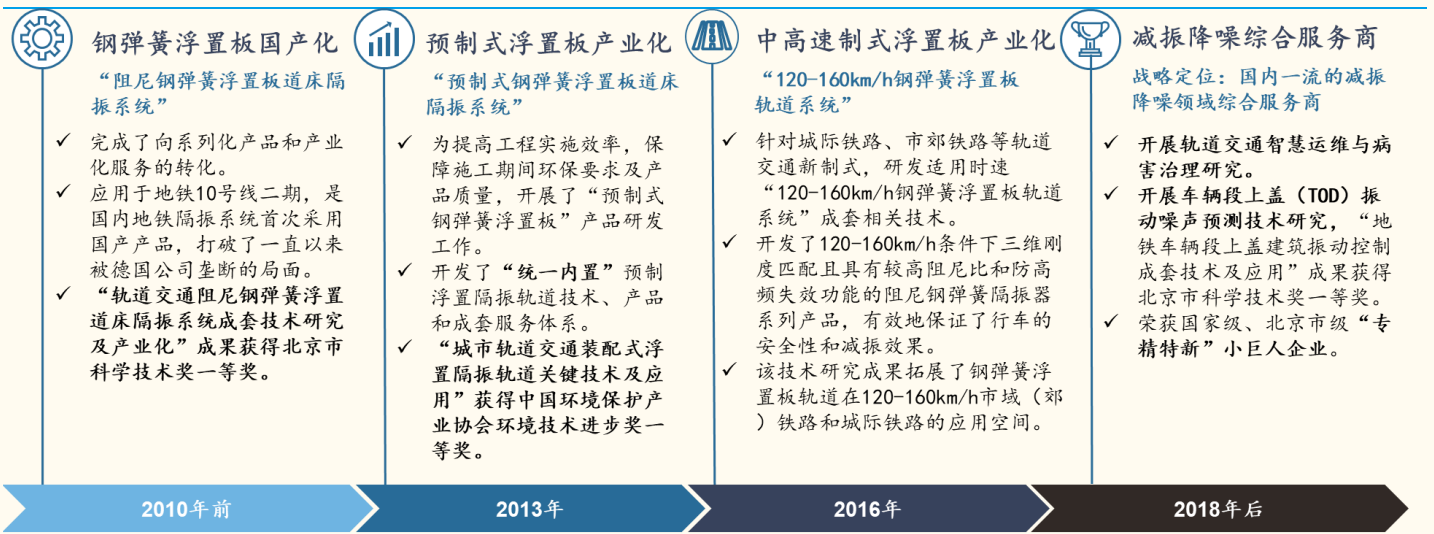 钢弹簧浮置板国产化
“阻尼钢弹簧浮置板道床隔
振系统”
✓ 完成了向系列化产品和产业
化服务的转化。
✓ 应用于地铁10号线二期，是
国内地铁隔振系统首次采用
国产产品，打破了一直以来
被德国公司垄断的局面。
✓ “轨道交通阻尼钢弹簧浮置
道床隔振系统成套技术研究
及产业化”成果获得北京市
科学技术奖一等奖。
2010年前
预制式浮置板产业化
“预制式钢弹簧浮置板道床
隔振系统”
✓ 为提高工程实施效率，保
障施工期间环保要求及产
品质量，开展了“预制式
钢弹簧浮置板”产品研发
工作。
✓ 开发了“统一内置”预制
浮置隔振轨道技术、产品
和成套服务体系。
✓ “城市轨道交通装配式浮
置隔振轨道关键技术及应
用”获得中国环境保护产
业协会环境技术进步奖一
等奖。
2013年
中高速制式浮置板产业化
“120-160km/h钢弹簧浮置板
轨道系统”
✓ 针对城际铁路、市郊铁路等轨道
交通新制式，研发适用时速
“120-160km/h钢弹簧浮置板轨道
系统”成套相关技术。
✓ 开发了120-160km/h条件下三维刚
度匹配且具有较高阻尼比和防高
频失效功能的阻尼钢弹簧隔振器
系列产品，有效地保证了行车的
安全性和减振效果。
✓ 该技术研究成果拓展了钢弹簧浮
置板轨道在120-160km/h市域（郊
）铁路和城际铁路的应用空间。
2016年
减振降噪综合服务商
战略定位：国内一流的减振
降噪领域综合服务商
✓ 开展轨道交通智慧运维与病
害治理研究。
✓ 开展车辆段上盖（TOD）振
动噪声预测技术研究，“地
铁车辆段上盖建筑振动控制
成套技术及应用”成果获得
北京市科学技术奖一等奖。
✓ 荣获国家级、北京市级“专
精特新”小巨人企业。
2018年后